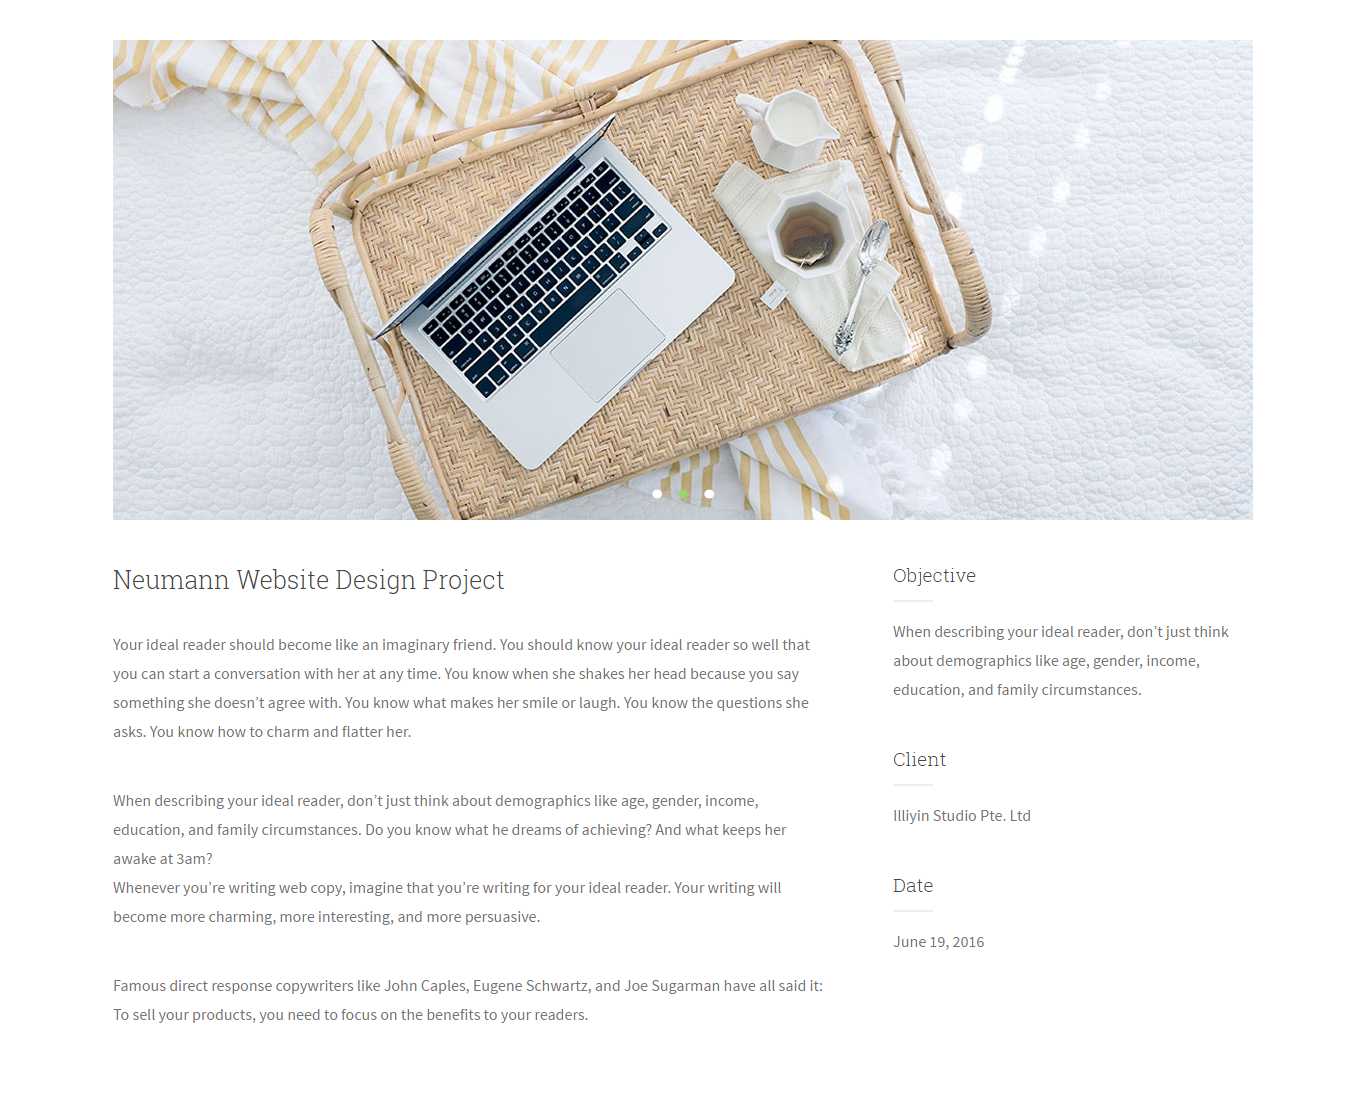 Neumann Website Design Project
Your ideal reader should become like an imaginary friend. You should know your ideal reader so well that
you can start a conversation with her at any time. You know when she shakes her head because you say
something she doesn’t agree with. You know what makes her smile or laugh. You know the questions she
asks. You know how to charm and flatter her.
When describing your ideal reader, don’t just think about demographics like age, gender, income,
education, and family circumstances. Do you know what he dreams of achieving? And what keeps her
awake at 3am?
Whenever you’re writing web copy, imagine that you’re writing for your ideal reader. Your writing will
become more charming, more interesting, and more persuasive.
Famous direct response copywriters like John Caples, Eugene Schwartz, and Joe Sugarman have all said it:
To sell your products, you need to focus on the benefits to your readers.
Objective
When describing your ideal reader, don’t just think
about demographics like age, gender, income,
education, and family circumstances.
Client
Illiyin Studio Pte. Ltd
Date
June 19, 2016